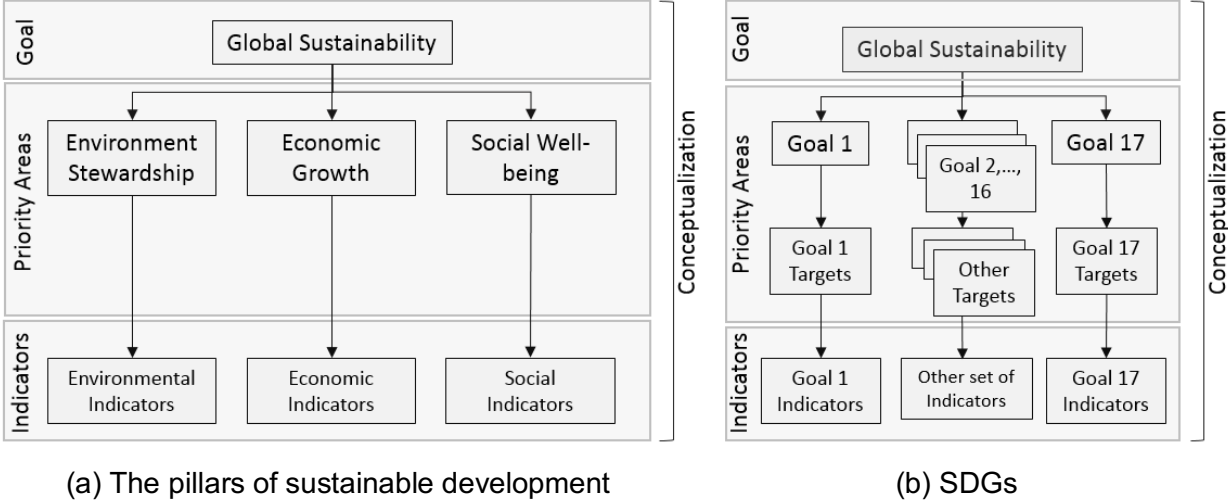 Goal
Global Sustainability
Priority Areas
Environment
Stewardship
Economic
Growth
Social Well-
being
Indicators
Environmental
Indicators
Economic
Indicators
Social
Indicators
Conceptualization
(a) The pillars of sustainable development
Goal
Global Sustainability
Priority Areas
Goal 1
Goal 2,...,
16
Goal 17
Goal 1
Targets
Other
Targets
Goal 17
Targets
Indicators
Goal 1
Indicators
Other set of
Indicators
Goal 17
Indicators
Conceptualization
(b) SDGs